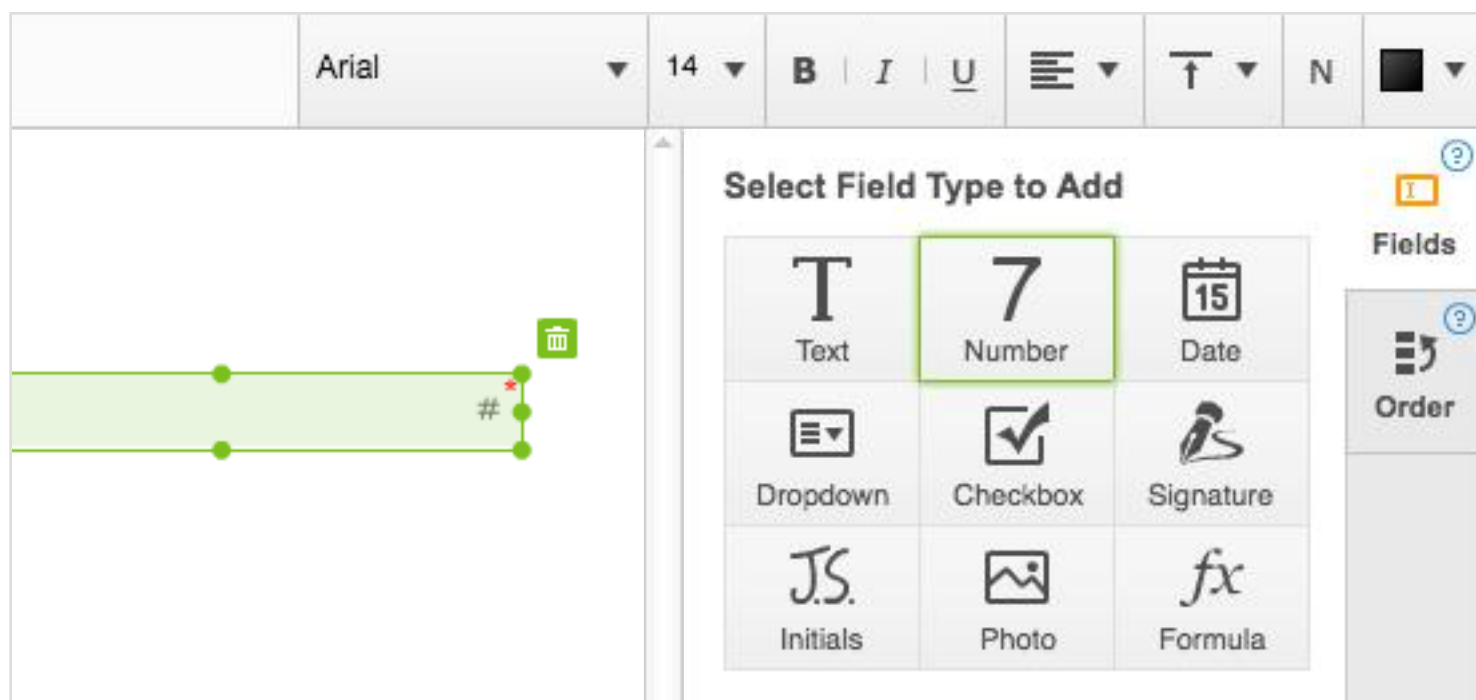 Arial 14 B I U N
Select Field Type to Add
?
Fields
T 7 15
Text Number Date
?
* #
Order
Dropdown Checkbox Signature
J.S. fx
Initials Photo Formula